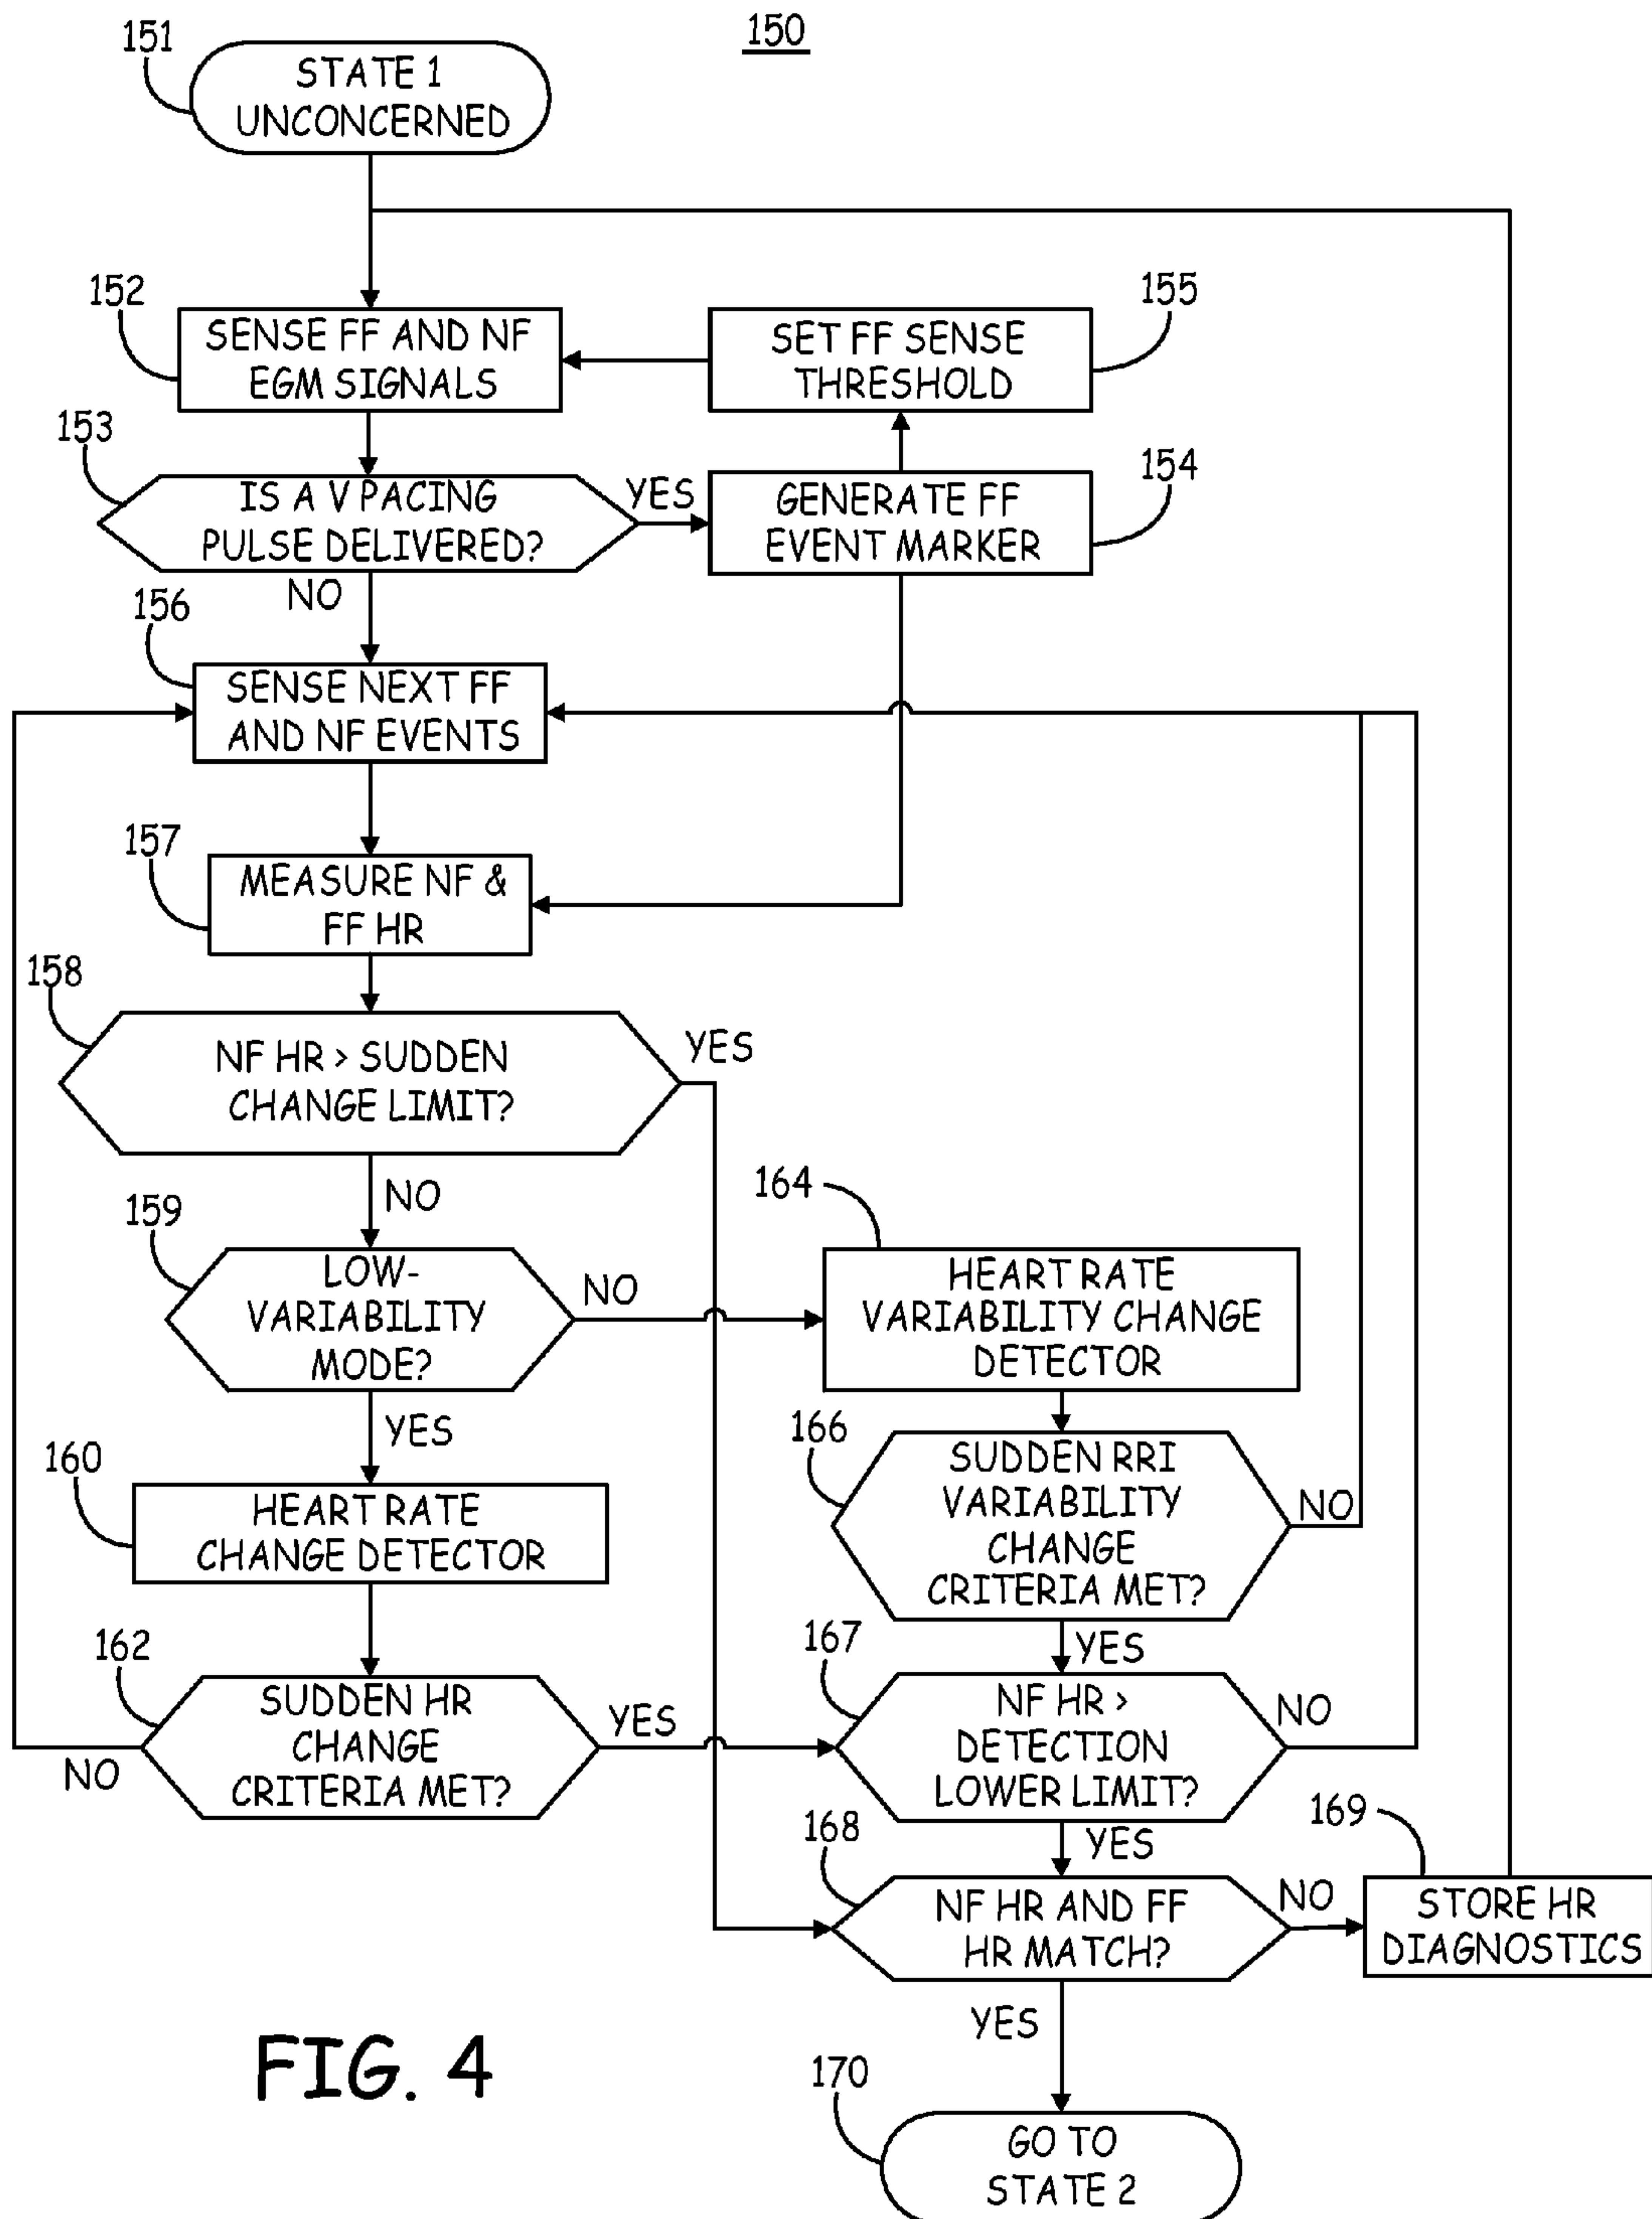 150
151
STATE 1
UNCONCERNED
152
SENSE FF AND NF
EGM SIGNALS
155
SET FF SENSE
THRESHOLD
153
IS A V PACING
PULSE DELIVERED?
YES
NO
154
GENERATE FF
EVENT MARKER
156
SENSE NEXT FF
AND NF EVENTS
157
MEASURE NF &
FF HR
158
NF HR > SUDDEN
CHANGE LIMIT?
YES
NO
159
LOW-
VARIABILITY
MODE?
NO
YES
164
HEART RATE
VARIABILITY CHANGE
DETECTOR
160
HEART RATE
CHANGE DETECTOR
166
SUDDEN RRI
VARIABILITY
CHANGE
CRITERIA MET?
NO
YES
162
SUDDEN HR
CHANGE
CRITERIA MET?
YES
NO
167
NF HR >
DETECTION
LOWER LIMIT?
NO
YES
168
NF HR AND FF
HR MATCH?
NO
YES
169
STORE HR
DIAGNOSTICS
170
GO TO
STATE 2
FIG. 4